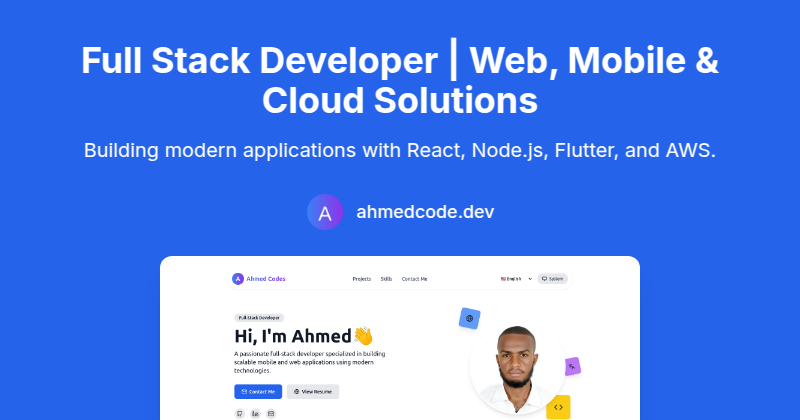 Full Stack Developer | Web, Mobile &
Cloud Solutions
Building modern applications with React, Node.js, Flutter, and AWS.
A ahmedcode.dev
A Ahmed Codes Projects Skills Contact Me English System
Full-Stack Developer
Hi, I'm Ahmed👋
A passionate full-stack developer specialized in building
scalable mobile and web applications using modern
technologies.
Contact Me View Resume